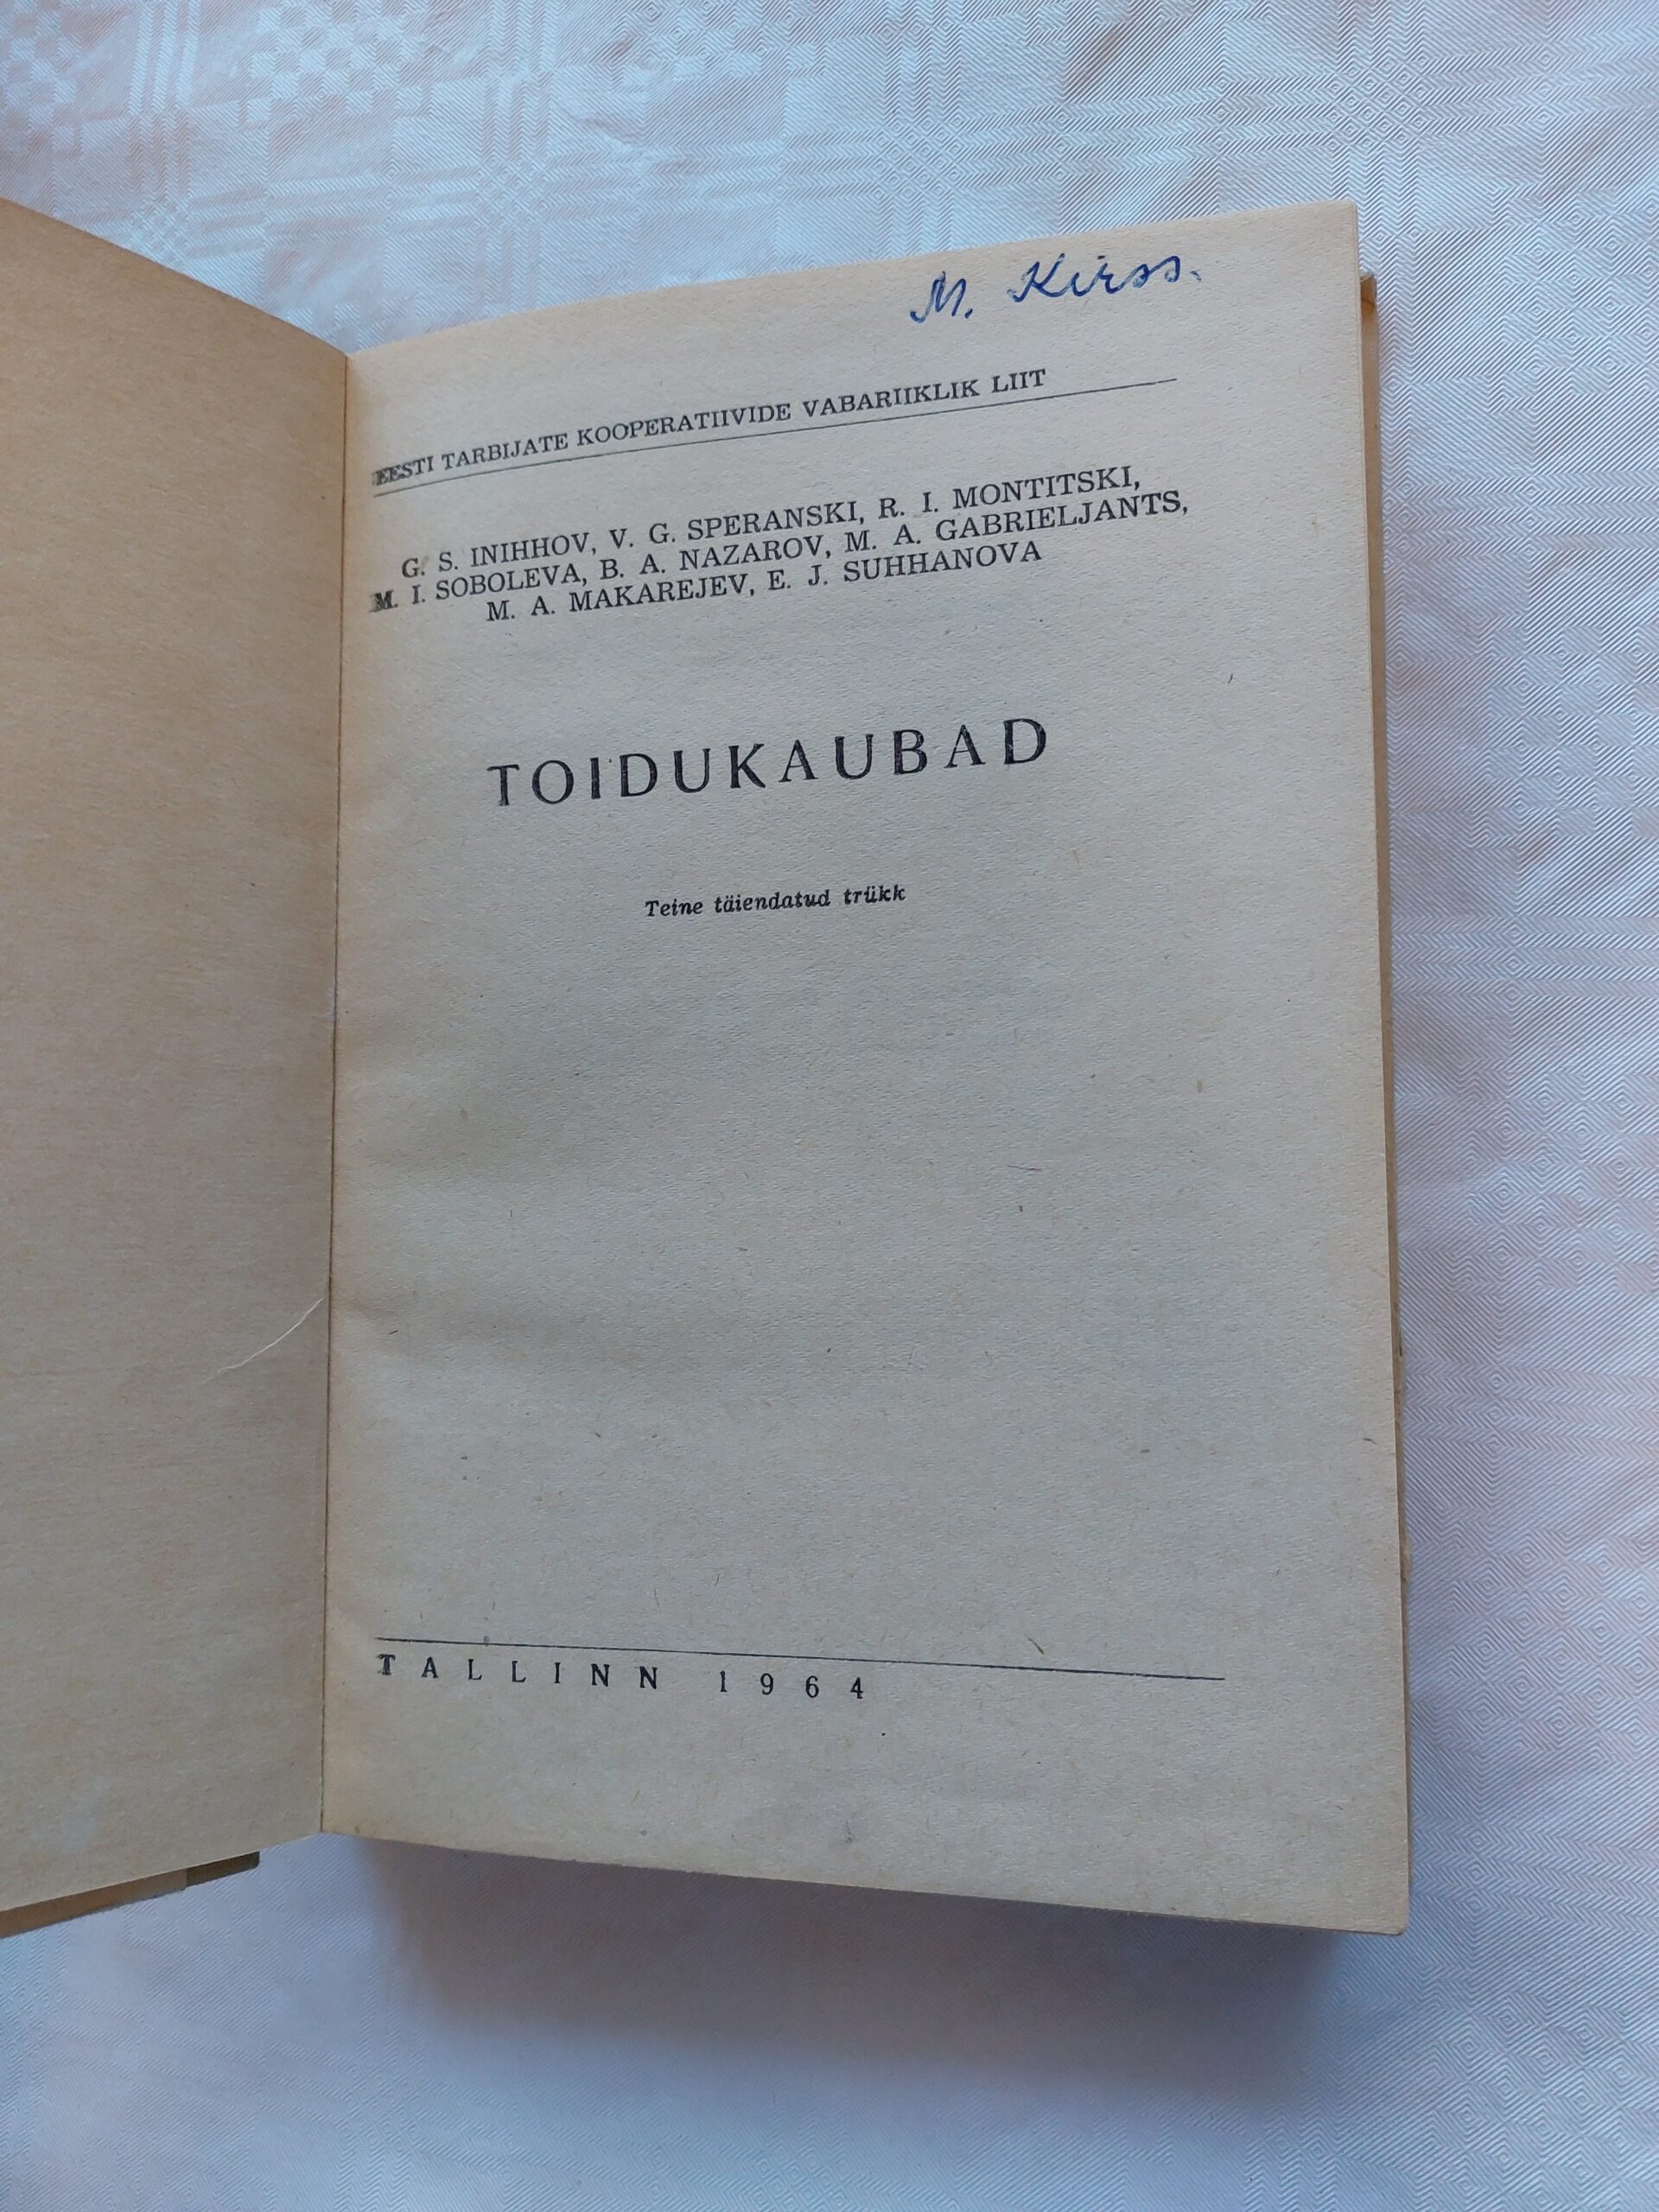 M. Kirss.
EESTI TARBIJATE KOOPERATIIVIDE VABARIIKLIK LIIT
G. S. INIHHOV, V. G. SPERANSKI, R. I. MONTITSKI,
M. I. SOBOLEVA, B. A. NAZAROV, M. A. GABRIELJANTS,
M. A. MAKAREJEV, E. J. SUHHANOVA
TOIDUKAUBAD
Teine täiendatud trükk
TALLINN 1964